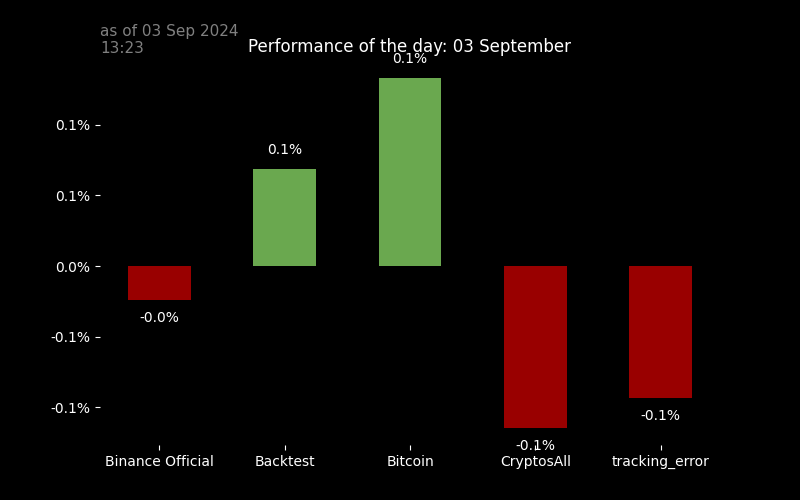 as of 03 Sep 2024
13:23
Performance of the day: 03 September
0.1%
0.1%
0.1%
0.1%
0.0%
-0.0%
-0.1%
-0.1%
-0.1%
-0.1%
Binance Official
Backtest
Bitcoin
CryptosAll
tracking_error